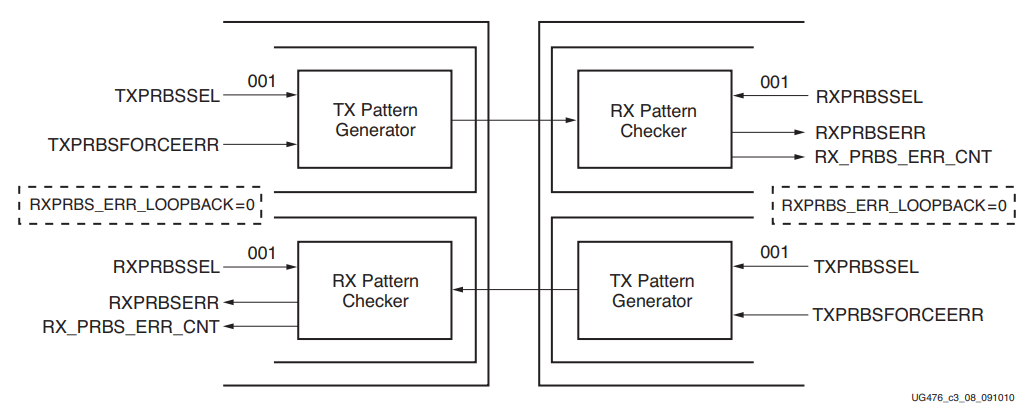 TXPRBSSEL
001
TXPRBSFORCEERR
TX Pattern
Generator
RX Pattern
Checker
001
RXPRBSSEL
RXPRBSERR
RX_PRBS_ERR_CNT
RXPRBS_ERR_LOOPBACK=0
RXPRBS_ERR_LOOPBACK=0
RXPRBSSEL
001
RXPRBSERR
RX_PRBS_ERR_CNT
RX Pattern
Checker
TX Pattern
Generator
001
TXPRBSSEL
TXPRBSFORCEERR
UG476_c3_08_091010